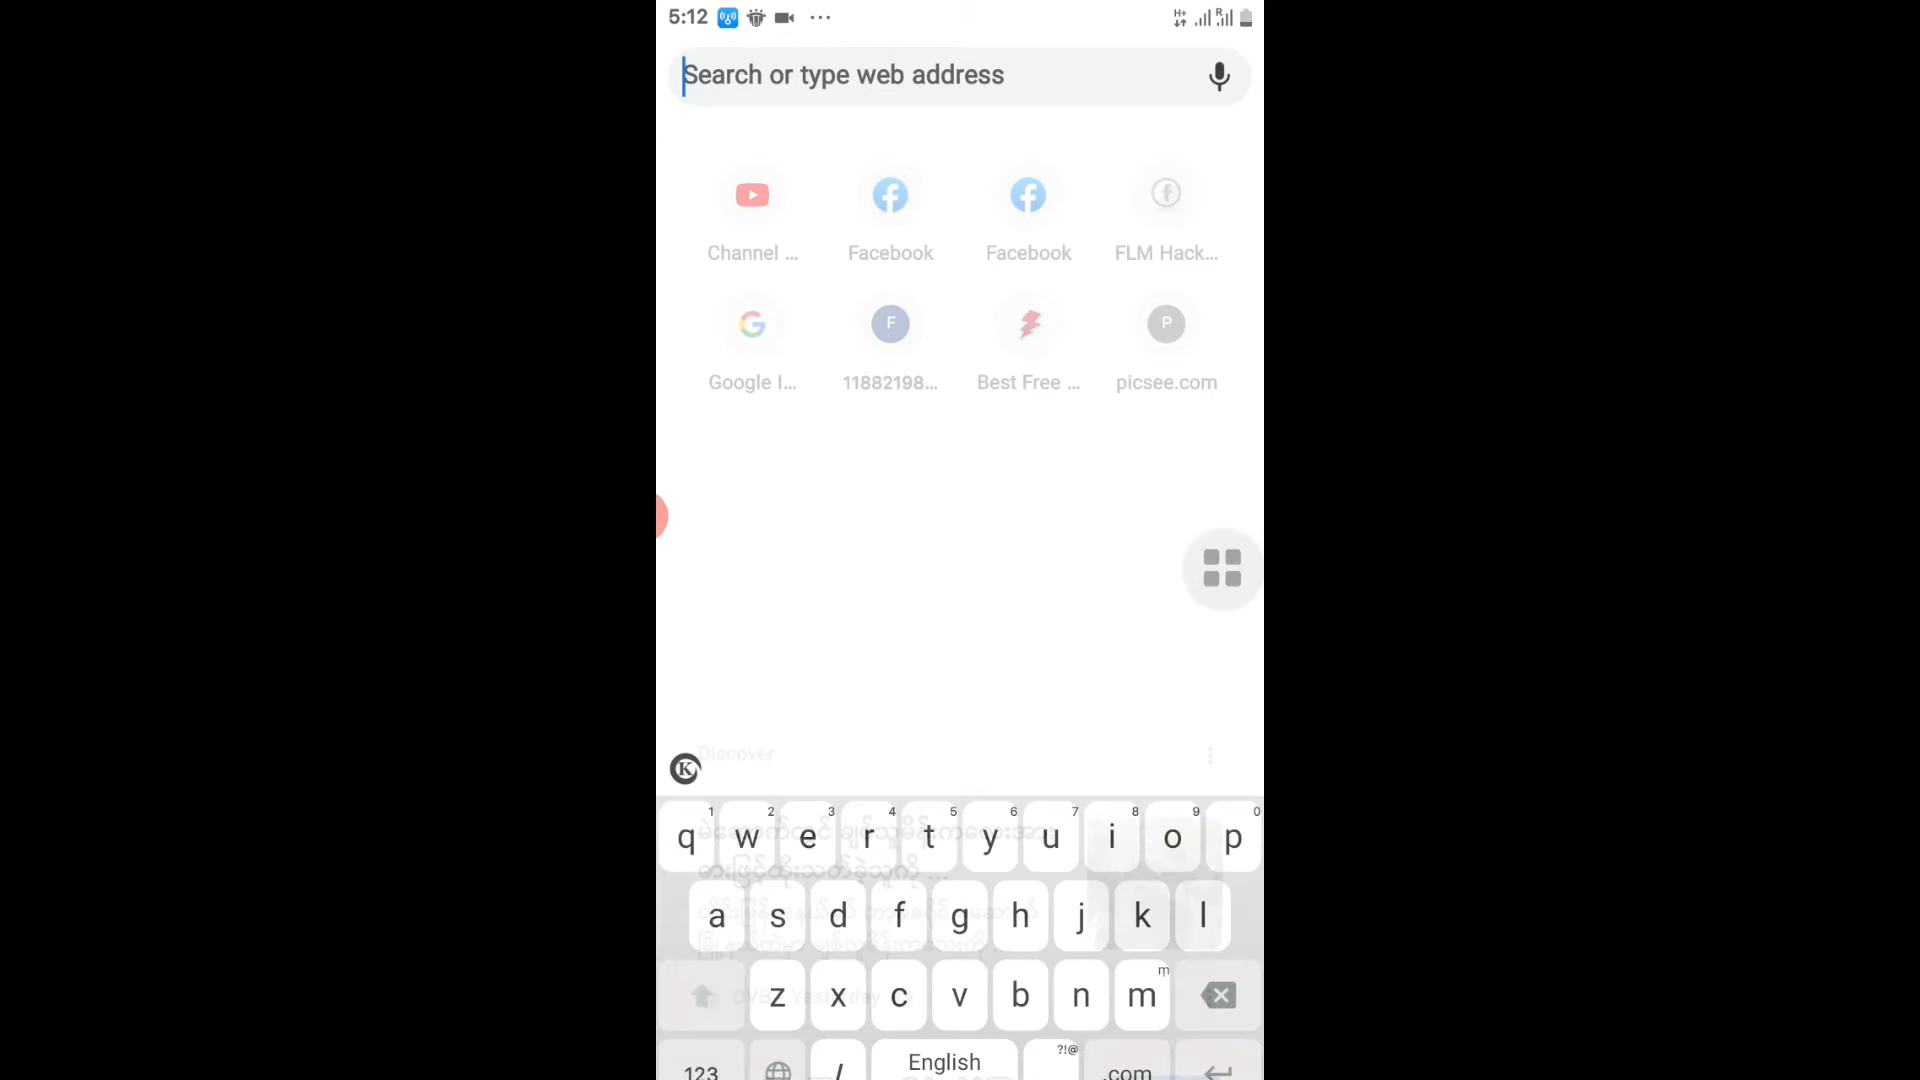 5:12
H+
R
Search or type web address
Channel ...
Facebook
Facebook
FLM Hack...
Google I...
11882198...
Best Free ...
picsee.com
Discover
K
q 1 w 2 e 3 r 4 t 5 y 6 u 7 i 8 o 9 p 0
a s d f g h j k l
z x c v b n m
123 / English ?!@ .com